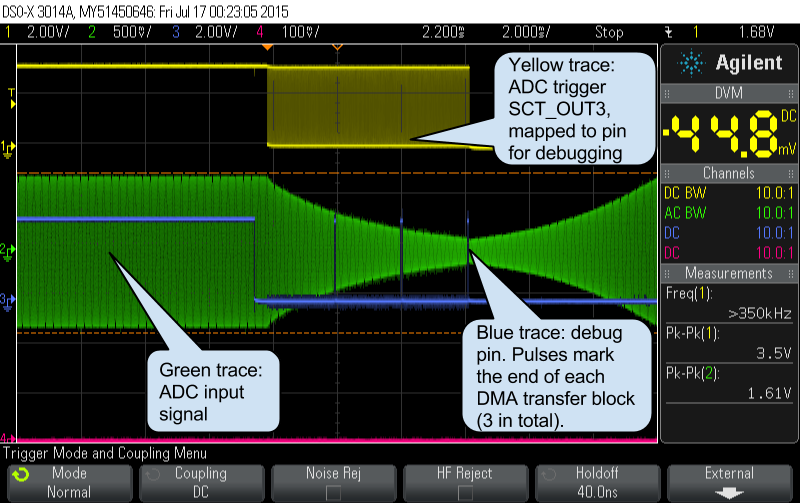 DSO-X 3014A, MY51450646: Fri Jul 17 00:23:05 2015
1 2.00V/ 2 500mV/ 3 2.00V/ 4 100mV/ 2.200s 2.000s/ Stop 1 1.68V
Agilent
DVM
-44.8 DC mV
Channels
DC BW 10.0:1
AC BW 10.0:1
DC 10.0:1
DC 10.0:1
Measurements
Freq(1):
>350kHz
Pk-Pk(1):
3.5V
Pk-Pk(2):
1.61V
Yellow trace:
ADC trigger
SCT_OUT3,
mapped to pin
for debugging
T
1
2
3
4
Green trace:
ADC input
signal
Blue trace: debug
pin. Pulses mark
the end of each
DMA transfer block
(3 in total).
Trigger Mode and Coupling Menu
Mode
Normal
Coupling
DC
Noise Rej
HF Reject
Holdoff
40.0ns
External